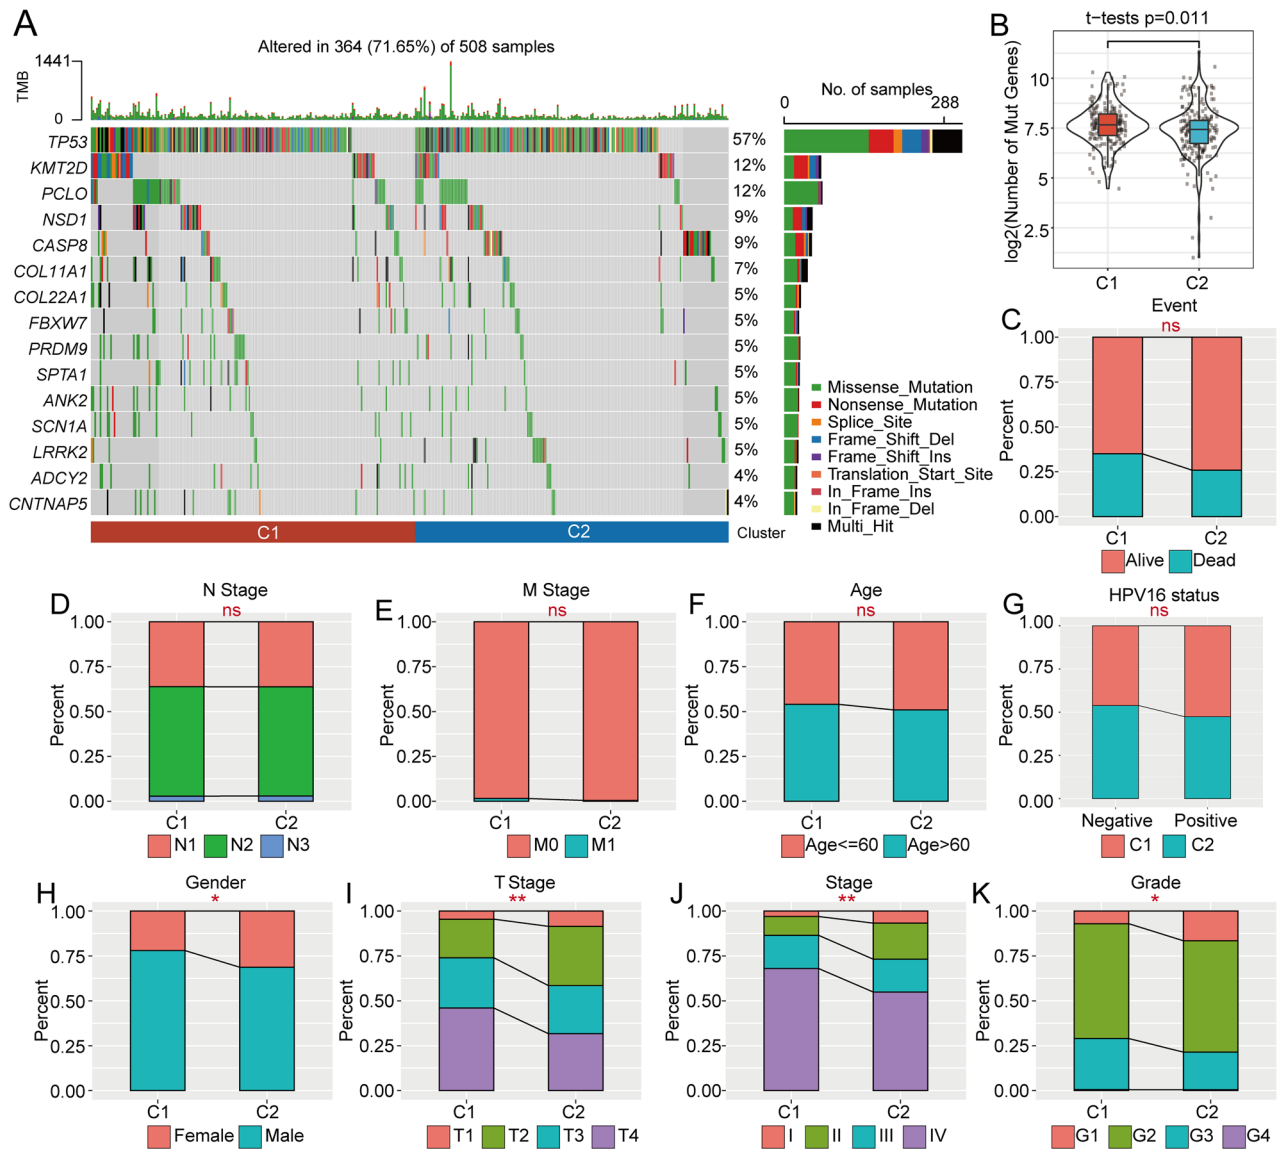 A
Altered in 364 (71.65%) of 508 samples
1441
TMB
0
No. of samples
0 288
TP53 57%
KMT2D 12%
PCLO 12%
NSD1 9%
CASP8 9%
COL11A1 7%
COL22A1 5%
FBXW7 5%
PRDM9 5%
SPTA1 5%
ANK2 5%
SCN1A 5%
LRRK2 5%
ADCY2 4%
CNTNAP5 4%
C1 C2 Cluster
Missense_Mutation
Nonsense_Mutation
Splice_Site
Frame_Shift_Del
Frame_Shift_Ins
Translation_Start_Site
In_Frame_Ins
In_Frame_Del
Multi_Hit
B
t-tests p=0.011
log2(Number of Mut Genes)
10
7.5
5
2.5
C1 C2
C
Event
ns
Percent
1.00
0.75
0.50
0.25
0.00
C1 C2
Alive Dead
D
N Stage
ns
Percent
1.00
0.75
0.50
0.25
0.00
C1 C2
N1 N2 N3
E
M Stage
ns
Percent
1.00
0.75
0.50
0.25
0.00
C1 C2
M0 M1
F
Age
ns
Percent
1.00
0.75
0.50
0.25
0.00
C1 C2
Age<=60 Age>60
G
HPV16 status
ns
Percent
1.00
0.75
0.50
0.25
0.00
Negative Positive
C1 C2
H
Gender
*
Percent
1.00
0.75
0.50
0.25
0.00
C1 C2
Female Male
I
T Stage
**
Percent
1.00
0.75
0.50
0.25
0.00
C1 C2
T1 T2 T3 T4
J
Stage
**
Percent
1.00
0.75
0.50
0.25
0.00
C1 C2
I II III IV
K
Grade
*
Percent
1.00
0.75
0.50
0.25
0.00
C1 C2
G1 G2 G3 G4